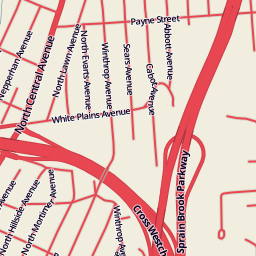 Payne Street
Nepperhan Avenue
North Central Avenue
North Lawn Avenue
North Evarts Avenue
Winthrop Avenue
Sears Avenue
Cabot Avenue
Abbott Avenue
White Plains Avenue
North Hillside Avenue
North Mortimer Avenue
Winthrop Av
Cross Westch
Sprain Brook Parkway